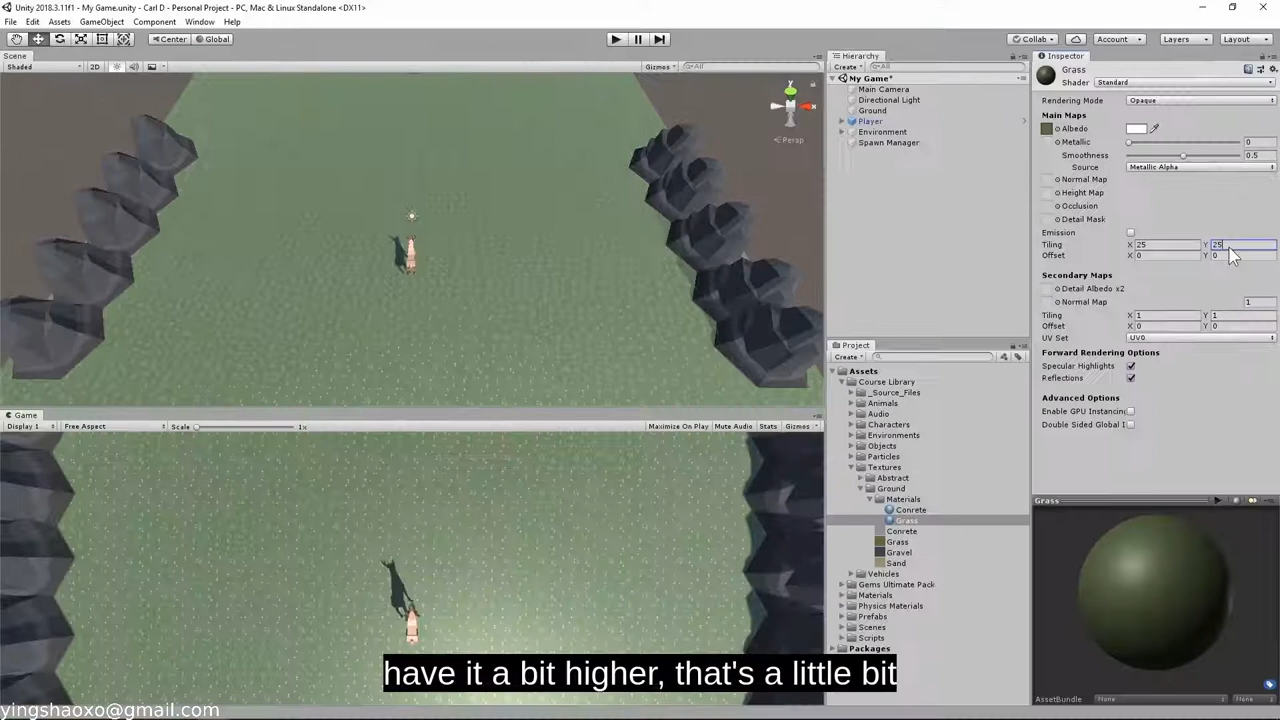 Unity 2018.3.11f1 - My Game.unity - Carl D - Personal Project - PC, Mac & Linux Standalone <DX11>
File Edit Assets GameObject Component Window Help
Center Global Collab Account Layers Layout
Scene
Shaded 2D Gizmos All
Persp
Game
Display 1 Free Aspect Scale 1x Maximize On Play Mute Audio Stats Gizmos
Hierarchy
Create All
My Game*
Main Camera
Directional Light
Ground
Player
Environment
Spawn Manager
Project
Create
Assets
Course Library
_Source_Files
Animals
Audio
Characters
Environments
Objects
Particles
Textures
Abstract
Ground
Materials
Conrete
Grass
Conrete
Grass
Gravel
Sand
Vehicles
Gems Ultimate Pack
Materials
Physics Materials
Prefabs
Scenes
Scripts
Packages
Inspector
Grass
Shader Standard
Rendering Mode Opaque
Main Maps
Albedo
Metallic 0
Smoothness 0.5
Source Metallic Alpha
Normal Map
Height Map
Occlusion
Detail Mask
Emission
Tiling X 25 Y 25
Offset X 0 Y 0
Secondary Maps
Detail Albedo x2
Normal Map 1
Tiling X 1 Y 1
Offset X 0 Y 0
UV Set UV0
Forward Rendering Options
Specular Highlights
Reflections
Advanced Options
Enable GPU Instancing
Double Sided Global I
Grass
AssetBundle None None
have it a bit higher, that's a little bit
yingshaoxo@gmail.com